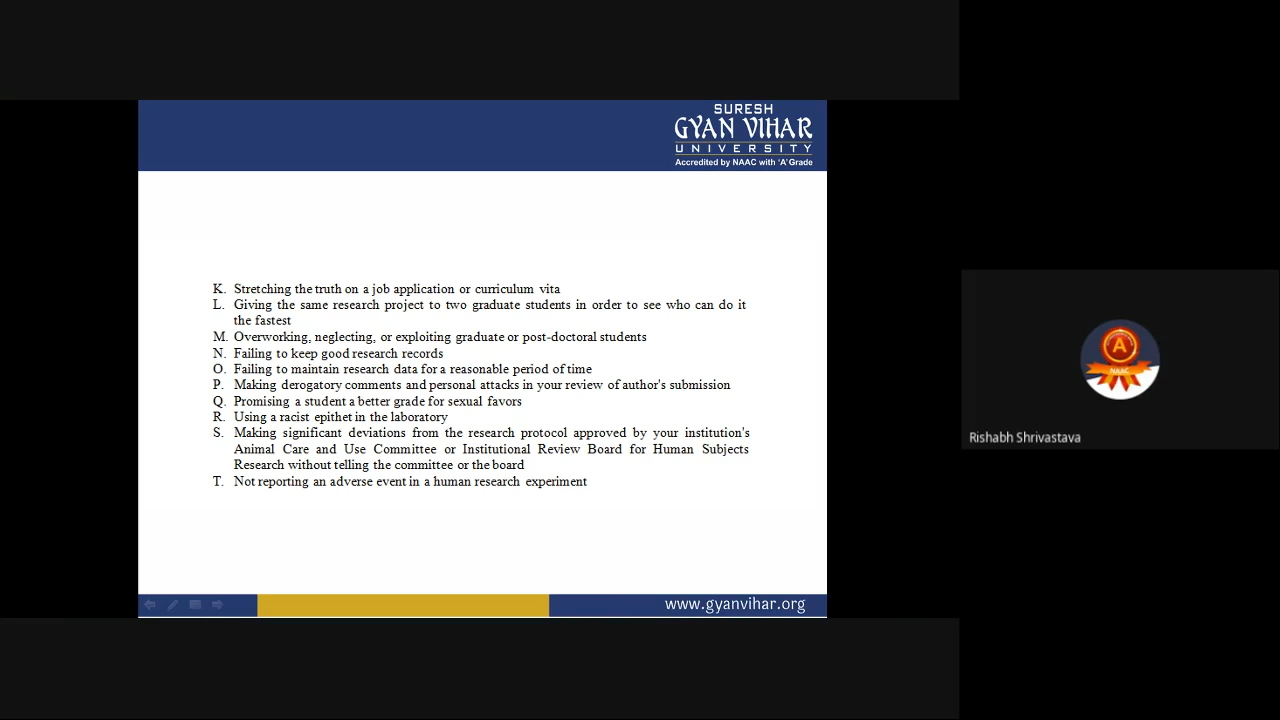 SURESH
GYAN VIHAR
UNIVERSITY
Accredited by NAAC with 'A' Grade
K. Stretching the truth on a job application or curriculum vita
L. Giving the same research project to two graduate students in order to see who can do it
the fastest
M. Overworking, neglecting, or exploiting graduate or post-doctoral students
N. Failing to keep good research records
O. Failing to maintain research data for a reasonable period of time
P. Making derogatory comments and personal attacks in your review of author's submission
Q. Promising a student a better grade for sexual favors
R. Using a racist epithet in the laboratory
S. Making significant deviations from the research protocol approved by your institution's
Animal Care and Use Committee or Institutional Review Board for Human Subjects
Research without telling the committee or the board
T. Not reporting an adverse event in a human research experiment
www.gyanvihar.org
A
NAAC
Rishabh Shrivastava